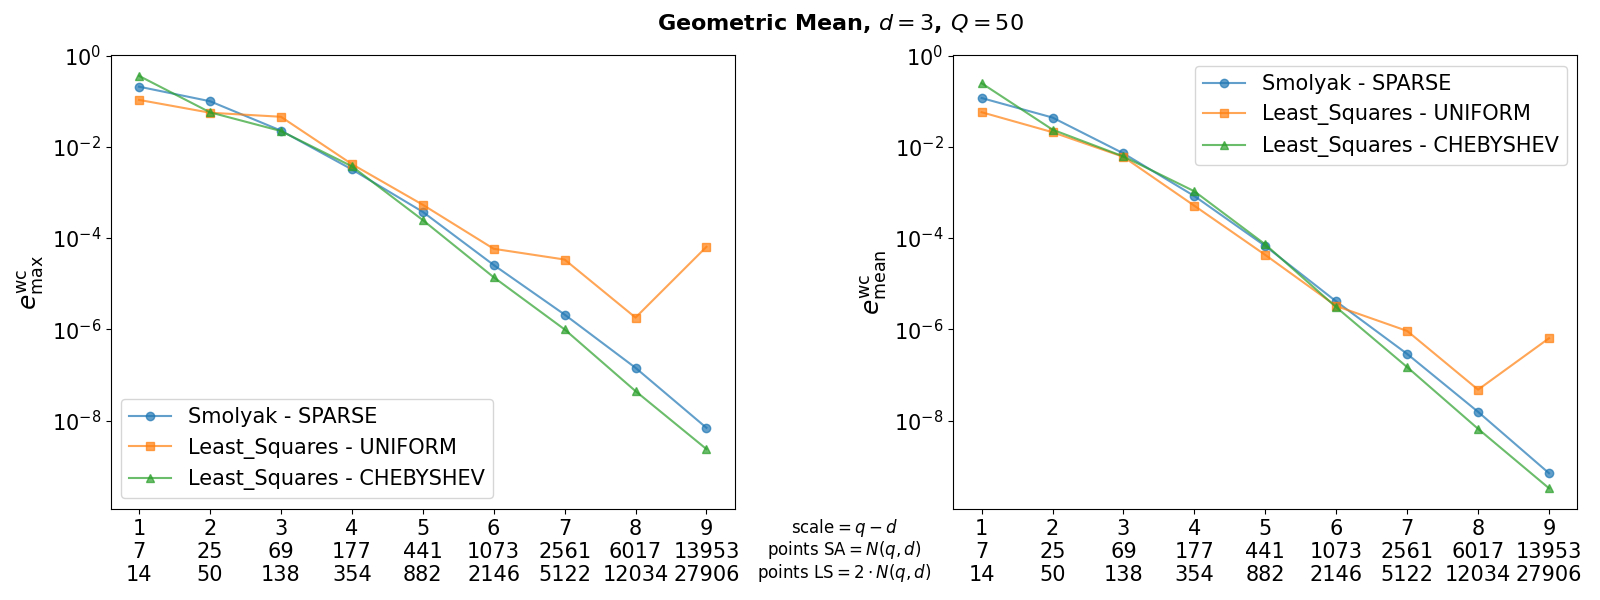 Geometric Mean, d = 3, Q = 50
10^0
10^−2
10^−4
10^−6
10^−8
e^wc_max
Smolyak - SPARSE
Least_Squares - UNIFORM
Least_Squares - CHEBYSHEV
1 2 3 4 5 6 7 8 9
7 25 69 177 441 1073 2561 6017 13953
14 50 138 354 882 2146 5122 12034 27906
scale = q − d
points SA = N(q, d)
points LS = 2 · N(q, d)
10^0
10^−2
10^−4
10^−6
10^−8
e^wc_mean
Smolyak - SPARSE
Least_Squares - UNIFORM
Least_Squares - CHEBYSHEV
1 2 3 4 5 6 7 8 9
7 25 69 177 441 1073 2561 6017 13953
14 50 138 354 882 2146 5122 12034 27906